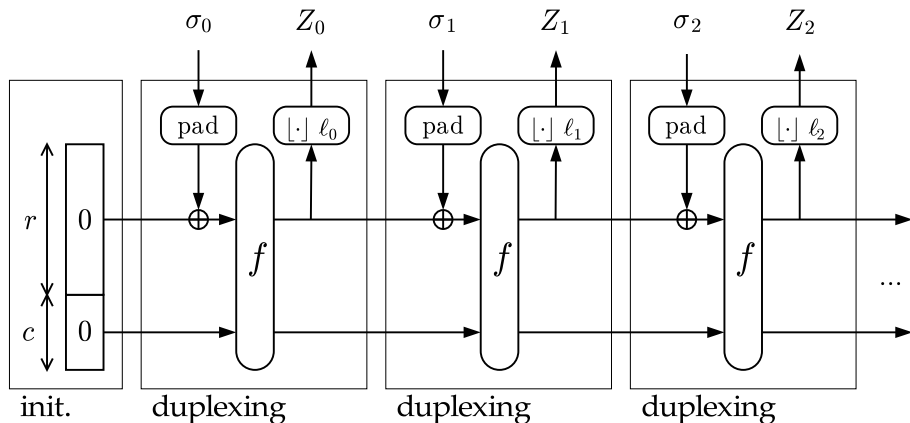 σ₀ Z₀ σ₁ Z₁ σ₂ Z₂
pad ⌊·⌋ ℓ₀ pad ⌊·⌋ ℓ₁ pad ⌊·⌋ ℓ₂
r 0
f f f
...
c 0
init. duplexing duplexing duplexing